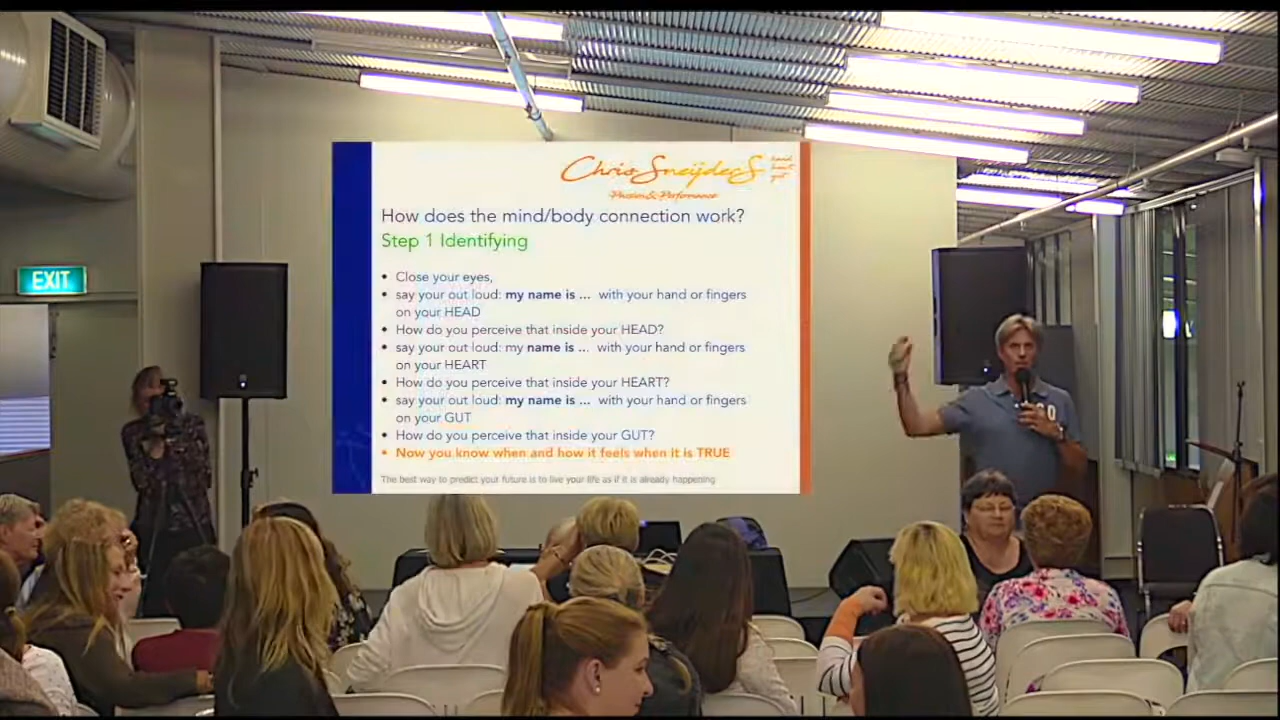 EXIT
Chris SneijderS
head
heart
gut
Passion & Performance
How does the mind/body connection work?
Step 1 Identifying
• Close your eyes,
• say your out loud: my name is ... with your hand or fingers
on your HEAD
• How do you perceive that inside your HEAD?
• say your out loud: my name is ... with your hand or fingers
on your HEART
• How do you perceive that inside your HEART?
• say your out loud: my name is ... with your hand or fingers
on your GUT
• How do you perceive that inside your GUT?
• Now you know when and how it feels when it is TRUE
The best way to predict your future is to live your life as if it is already happening